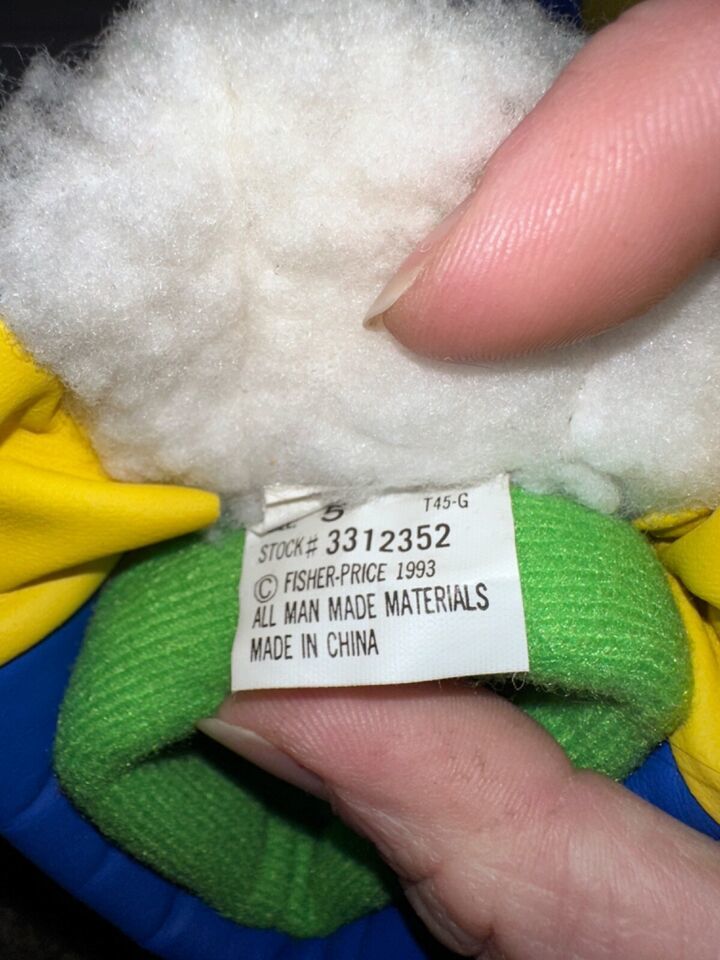 5 T45-G
STOCK# 3312352
© FISHER-PRICE 1993
ALL MAN MADE MATERIALS
MADE IN CHINA